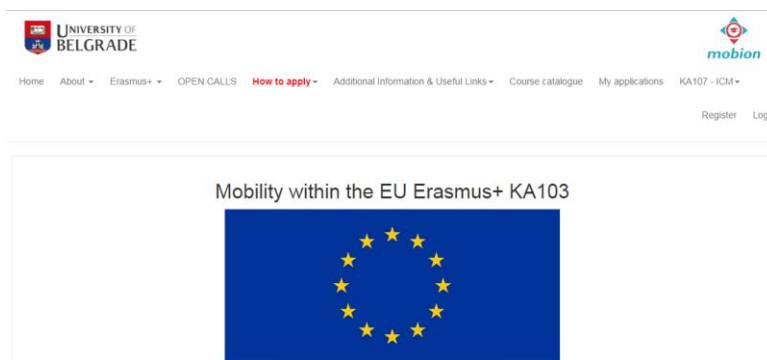 UNIVERSITY OF
BELGRADE
mobion
Home About Erasmus+ OPEN CALLS How to apply Additional Information & Useful Links Course catalogue My applications KA107 - ICM
Register Log
Mobility within the EU Erasmus+ KA103